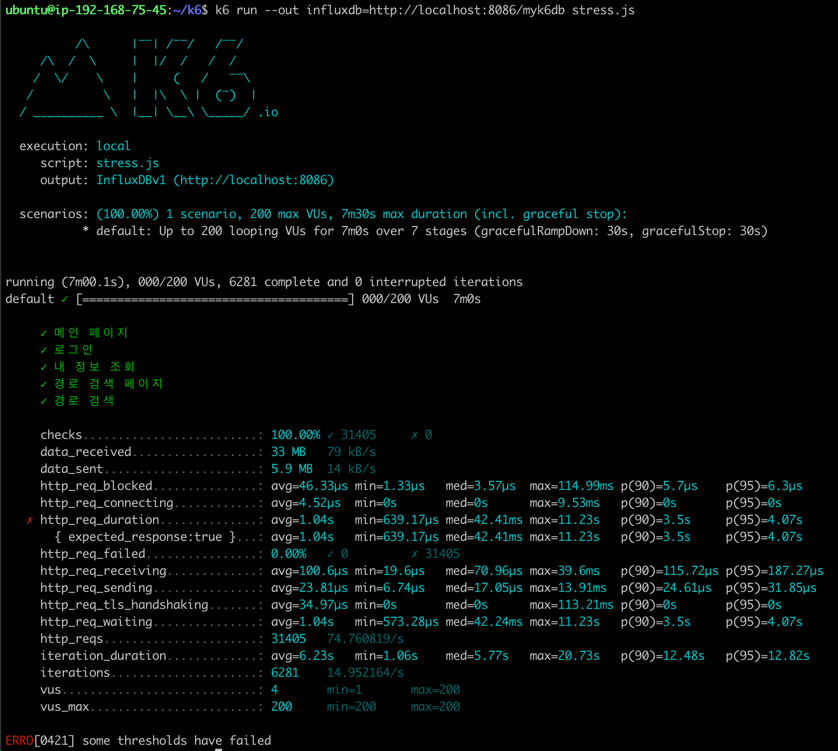 ubuntu@ip-192-168-75-45:~/k6$ k6 run --out influxdb=http://localhost:8086/myk6db stress.js
          /\      |‾‾| /‾‾/   /‾‾/
     /\  /  \     |  |/  /   /  /
    /  \/    \    |     (   /   ‾‾\
   /          \   |  |\  \ |  (‾)  |
  / __________ \  |__| \__\ \_____/ .io
  execution: local
     script: stress.js
     output: InfluxDBv1 (http://localhost:8086)
  scenarios: (100.00%) 1 scenario, 200 max VUs, 7m30s max duration (incl. graceful stop):
           * default: Up to 200 looping VUs for 7m0s over 7 stages (gracefulRampDown: 30s, gracefulStop: 30s)
running (7m00.1s), 000/200 VUs, 6281 complete and 0 interrupted iterations
default ✓ [======================================] 000/200 VUs  7m0s
     ✓ 메인 페이지
     ✓ 로그인
     ✓ 내 정보 조회
     ✓ 경로 검색 페이지
     ✓ 경로 검색
     checks.........................: 100.00% ✓ 31405     ✗ 0
     data_received..................: 33 MB   79 kB/s
     data_sent......................: 5.9 MB  14 kB/s
     http_req_blocked...............: avg=46.33µs min=1.33µs   med=3.57µs  max=114.99ms p(90)=5.7µs    p(95)=6.3µs
     http_req_connecting............: avg=4.52µs  min=0s       med=0s      max=9.53ms   p(90)=0s       p(95)=0s
   ✗ http_req_duration..............: avg=1.04s   min=639.17µs med=42.41ms max=11.23s   p(90)=3.5s     p(95)=4.07s
       { expected_response:true }...: avg=1.04s   min=639.17µs med=42.41ms max=11.23s   p(90)=3.5s     p(95)=4.07s
     http_req_failed................: 0.00%   ✓ 0         ✗ 31405
     http_req_receiving.............: avg=100.6µs min=19.6µs   med=70.96µs max=39.6ms   p(90)=115.72µs p(95)=187.27µs
     http_req_sending...............: avg=23.81µs min=6.74µs   med=17.05µs max=13.91ms  p(90)=24.61µs  p(95)=31.85µs
     http_req_tls_handshaking.......: avg=34.97µs min=0s       med=0s      max=113.21ms p(90)=0s       p(95)=0s
     http_req_waiting...............: avg=1.04s   min=573.28µs med=42.24ms max=11.23s   p(90)=3.5s     p(95)=4.07s
     http_reqs......................: 31405   74.760819/s
     iteration_duration.............: avg=6.23s   min=1.06s    med=5.77s   max=20.73s   p(90)=12.48s   p(95)=12.82s
     iterations.....................: 6281    14.952164/s
     vus............................: 4       min=1       max=200
     vus_max........................: 200     min=200     max=200
ERRO[0421] some thresholds have failed